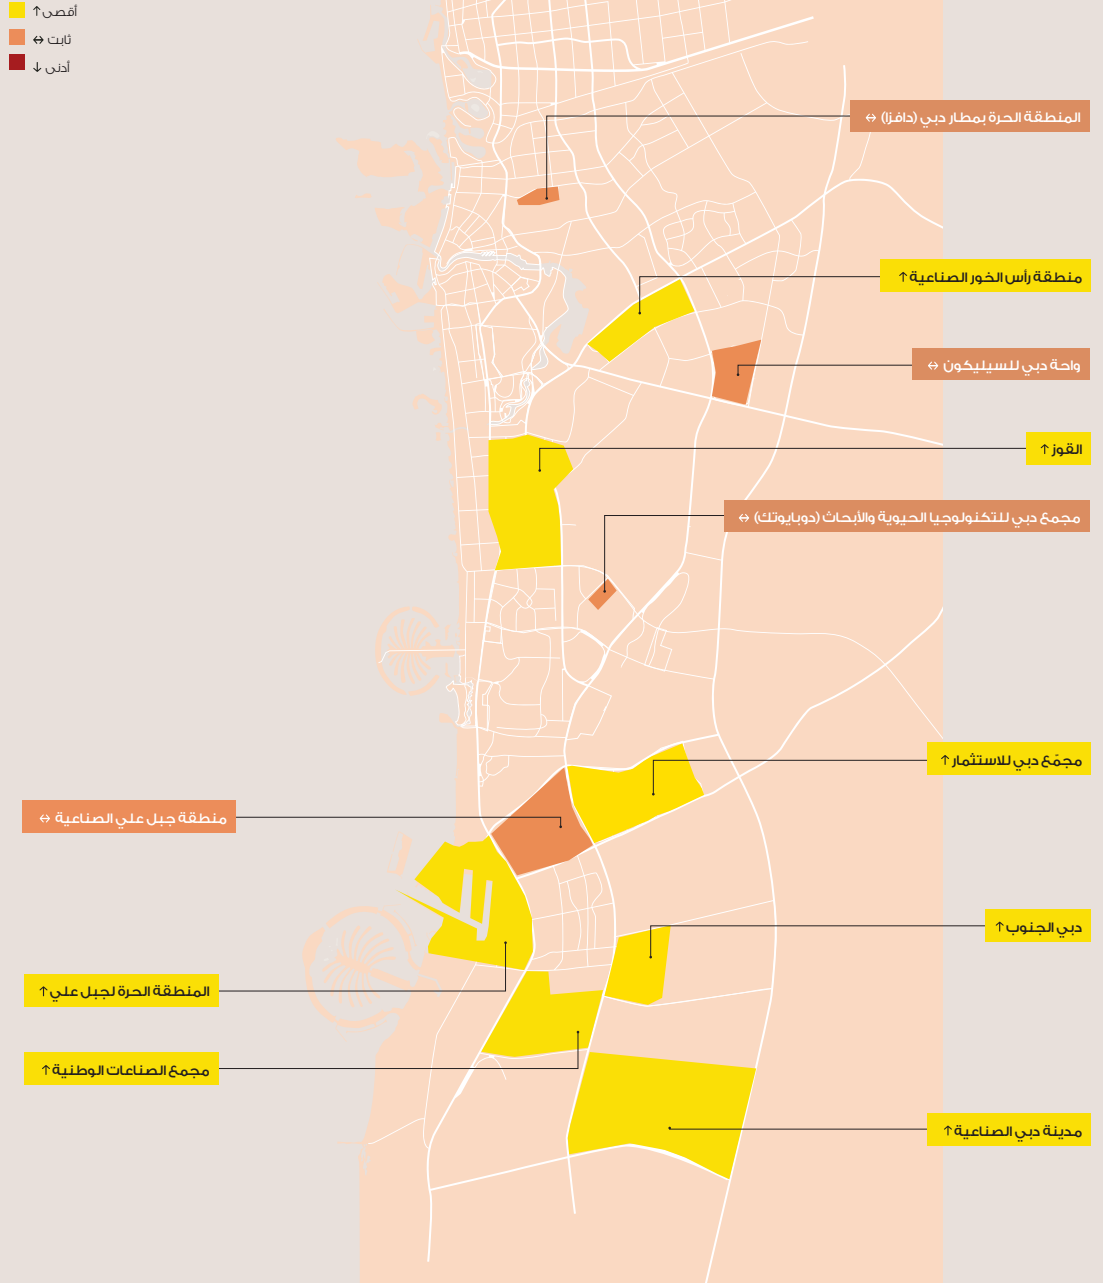 أقصى ↑
ثابت ↔
أدنى ↓
المنطقة الحرة بمطار دبي (دافزا) ↔
منطقة رأس الخور الصناعية ↑
واحة دبي للسيليكون ↔
القوز ↑
مجمع دبي للتكنولوجيا الحيوية والأبحاث (دوبايوتك) ↔
مجمّع دبي للاستثمار ↑
منطقة جبل علي الصناعية ↔
دبي الجنوب ↑
المنطقة الحرة لجبل علي ↑
مجمع الصناعات الوطنية ↑
مدينة دبي الصناعية ↑